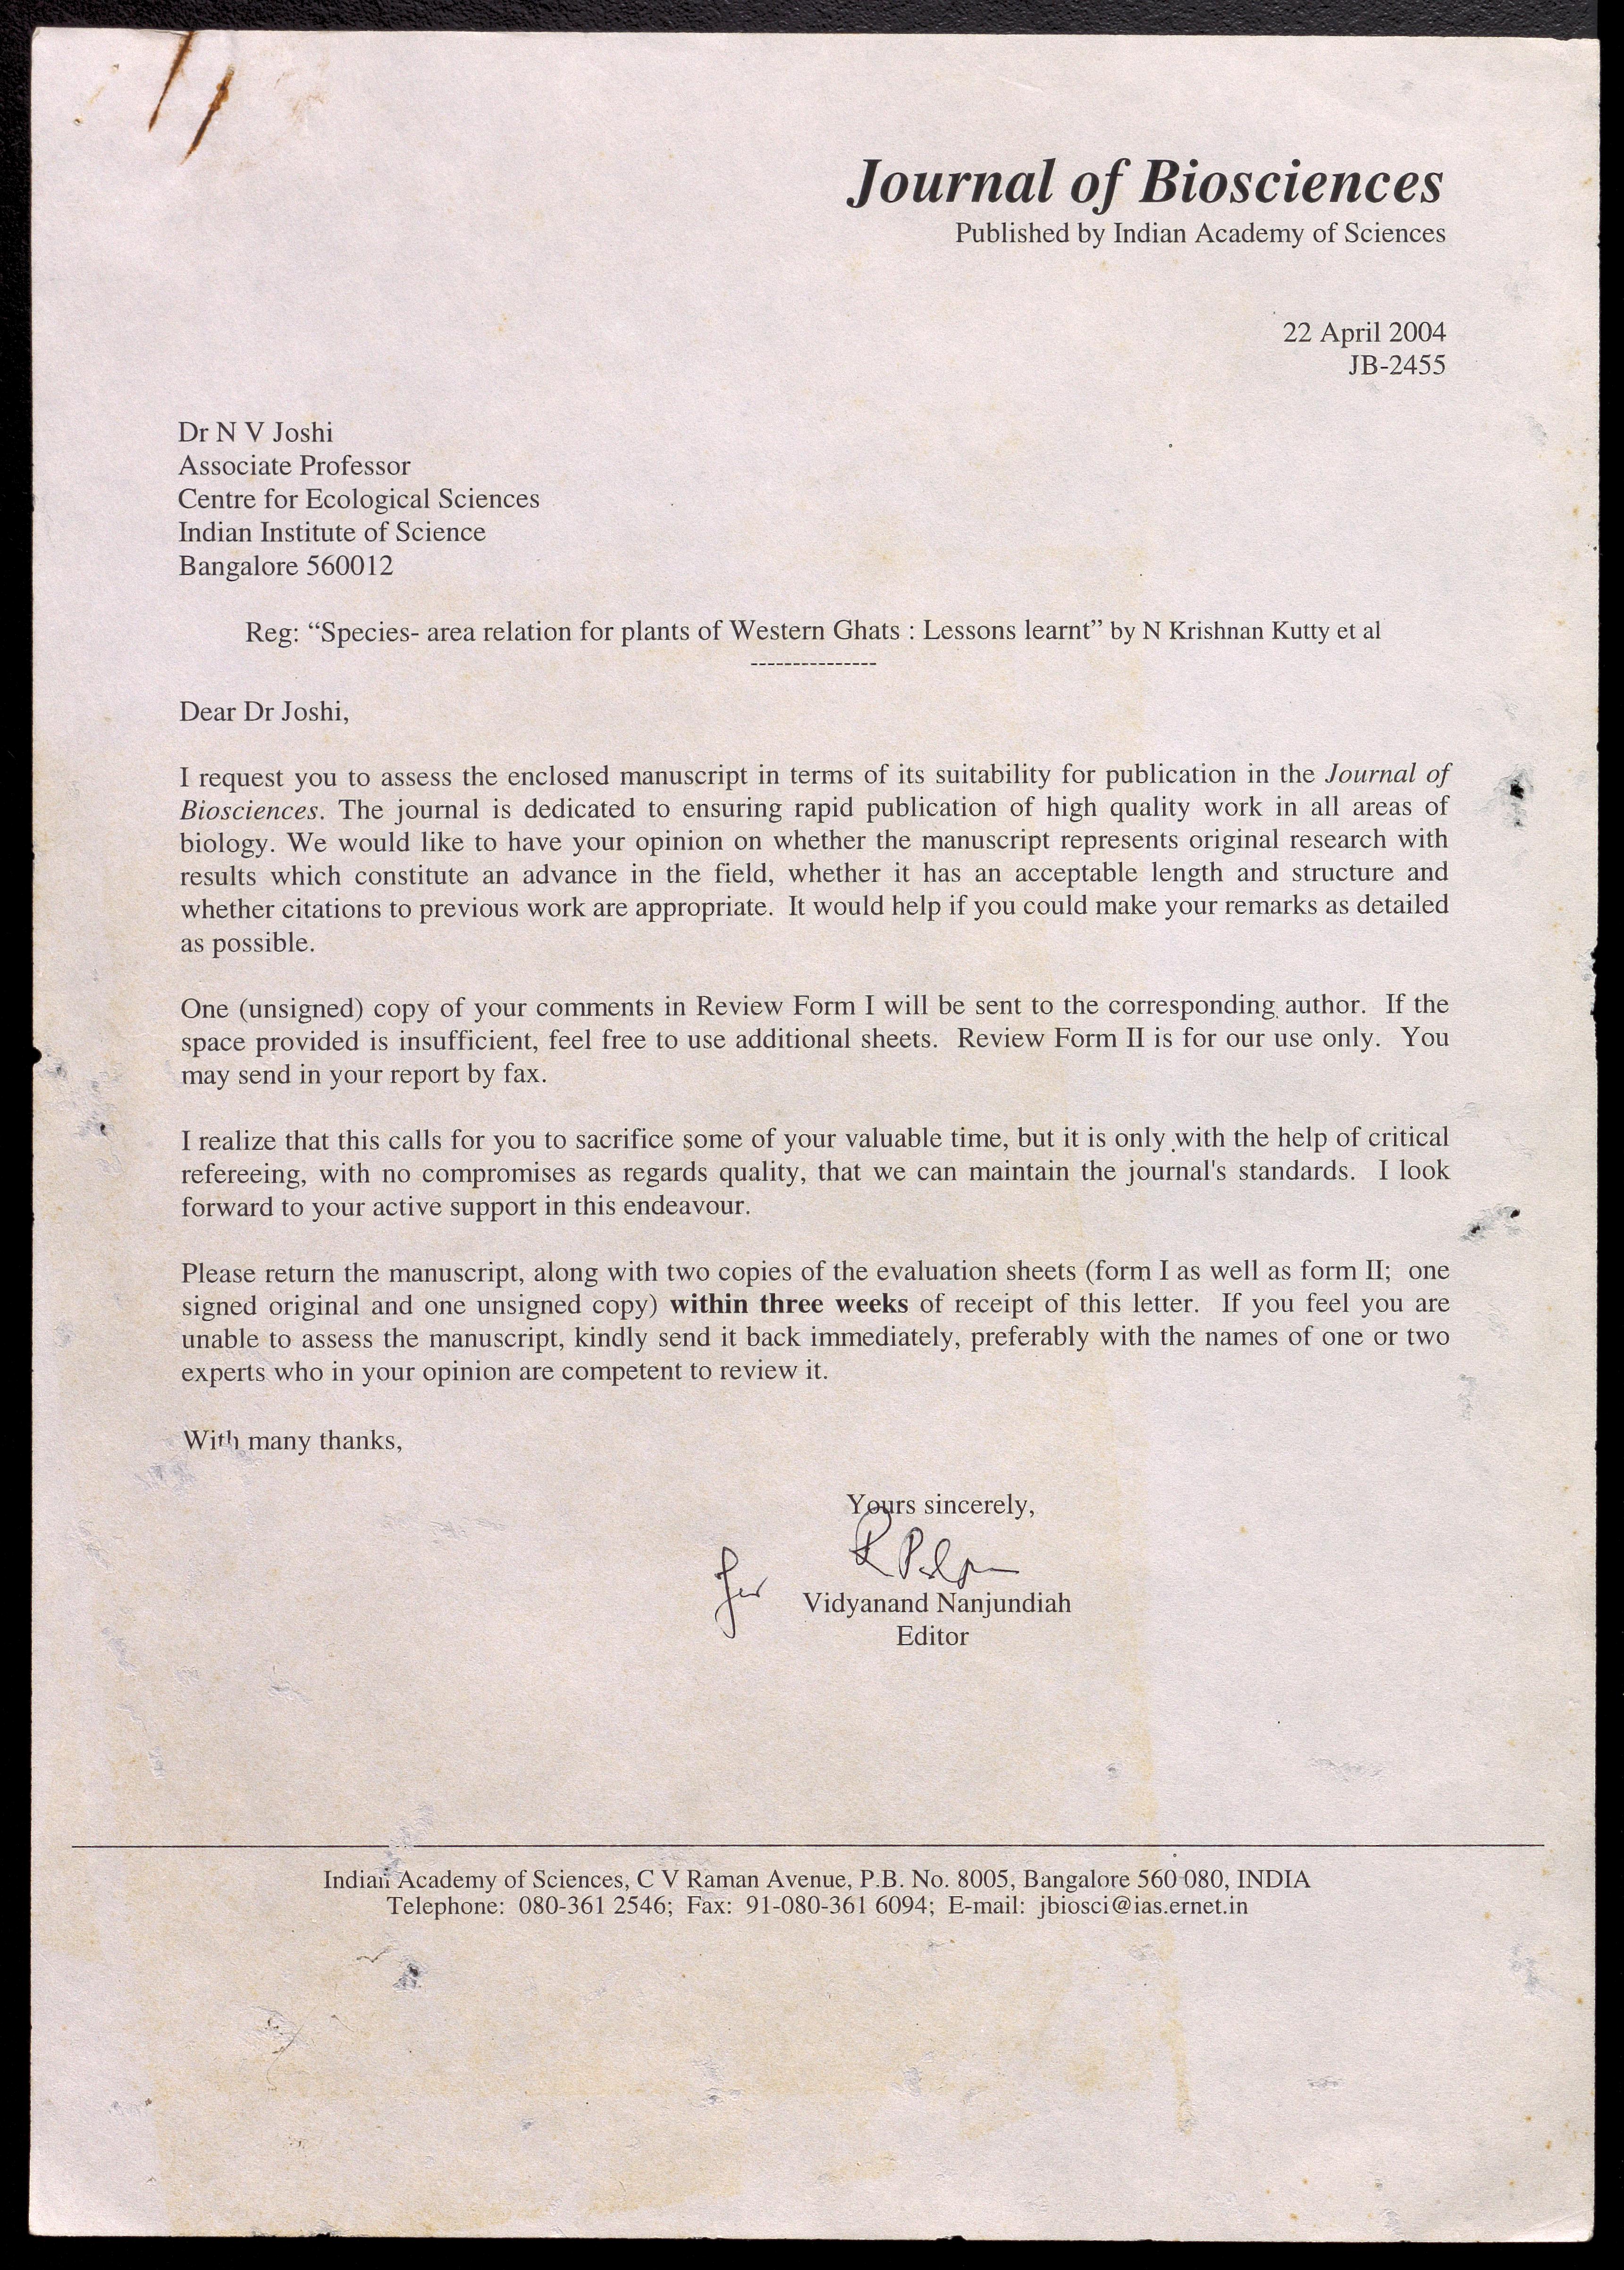 Journal of Biosciences
Published by Indian Academy of Sciences
22 April 2004
JB-2455
Dr N V Joshi
Associate Professor
Centre for Ecological Sciences
Indian Institute of Science
Bangalore 560012
Reg: “Species- area relation for plants of Western Ghats : Lessons learnt” by N Krishnan Kutty et al
---------------
Dear Dr Joshi,
I request you to assess the enclosed manuscript in terms of its suitability for publication in the Journal of
Biosciences. The journal is dedicated to ensuring rapid publication of high quality work in all areas of
biology. We would like to have your opinion on whether the manuscript represents original research with
results which constitute an advance in the field, whether it has an acceptable length and structure and
whether citations to previous work are appropriate. It would help if you could make your remarks as detailed
as possible.
One (unsigned) copy of your comments in Review Form I will be sent to the corresponding author. If the
space provided is insufficient, feel free to use additional sheets. Review Form II is for our use only. You
may send in your report by fax.
I realize that this calls for you to sacrifice some of your valuable time, but it is only with the help of critical
refereeing, with no compromises as regards quality, that we can maintain the journal's standards. I look
forward to your active support in this endeavour.
Please return the manuscript, along with two copies of the evaluation sheets (form I as well as form II; one
signed original and one unsigned copy) within three weeks of receipt of this letter. If you feel you are
unable to assess the manuscript, kindly send it back immediately, preferably with the names of one or two
experts who in your opinion are competent to review it.
With many thanks,
Yours sincerely,
for
Vidyanand Nanjundiah
Editor
Indian Academy of Sciences, C V Raman Avenue, P.B. No. 8005, Bangalore 560 080, INDIA
Telephone: 080-361 2546; Fax: 91-080-361 6094; E-mail: jbiosci@ias.ernet.in